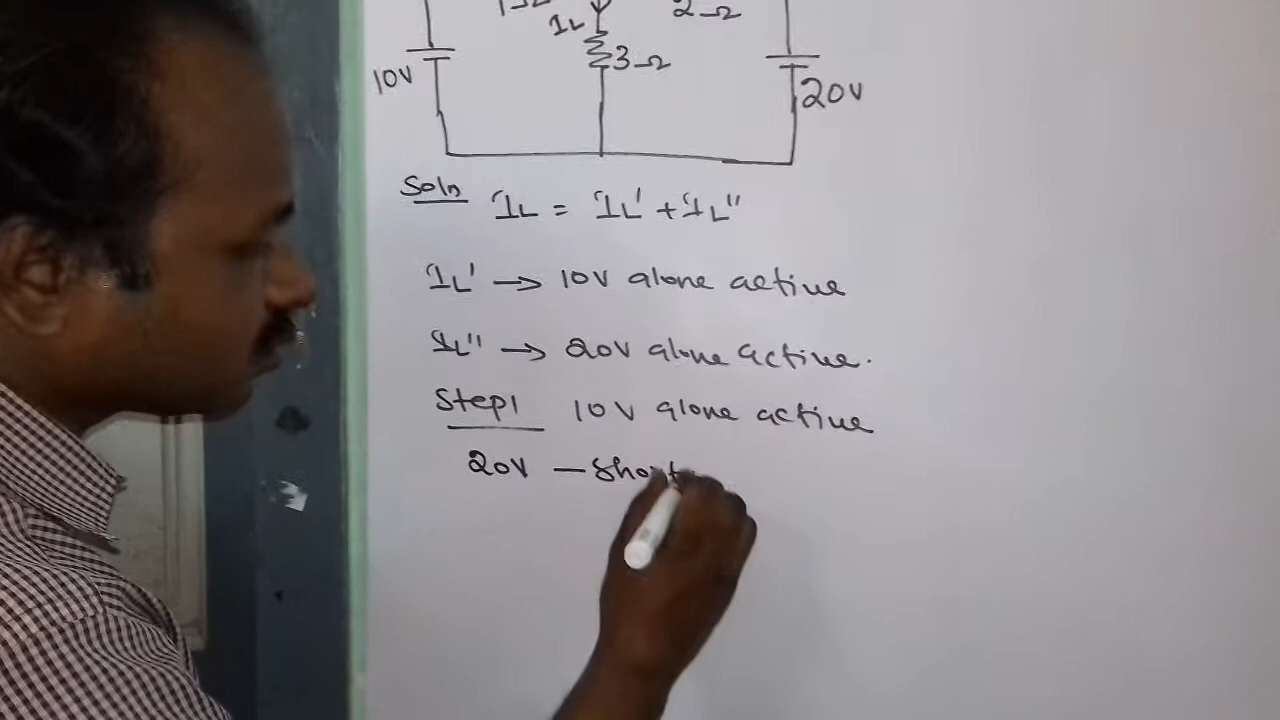 1Ω IL 2Ω
3Ω
10V 20V
Soln IL = IL' + IL"
IL' → 10V alone active
IL" → 20V alone active.
Step1 10V alone active
20V – Short